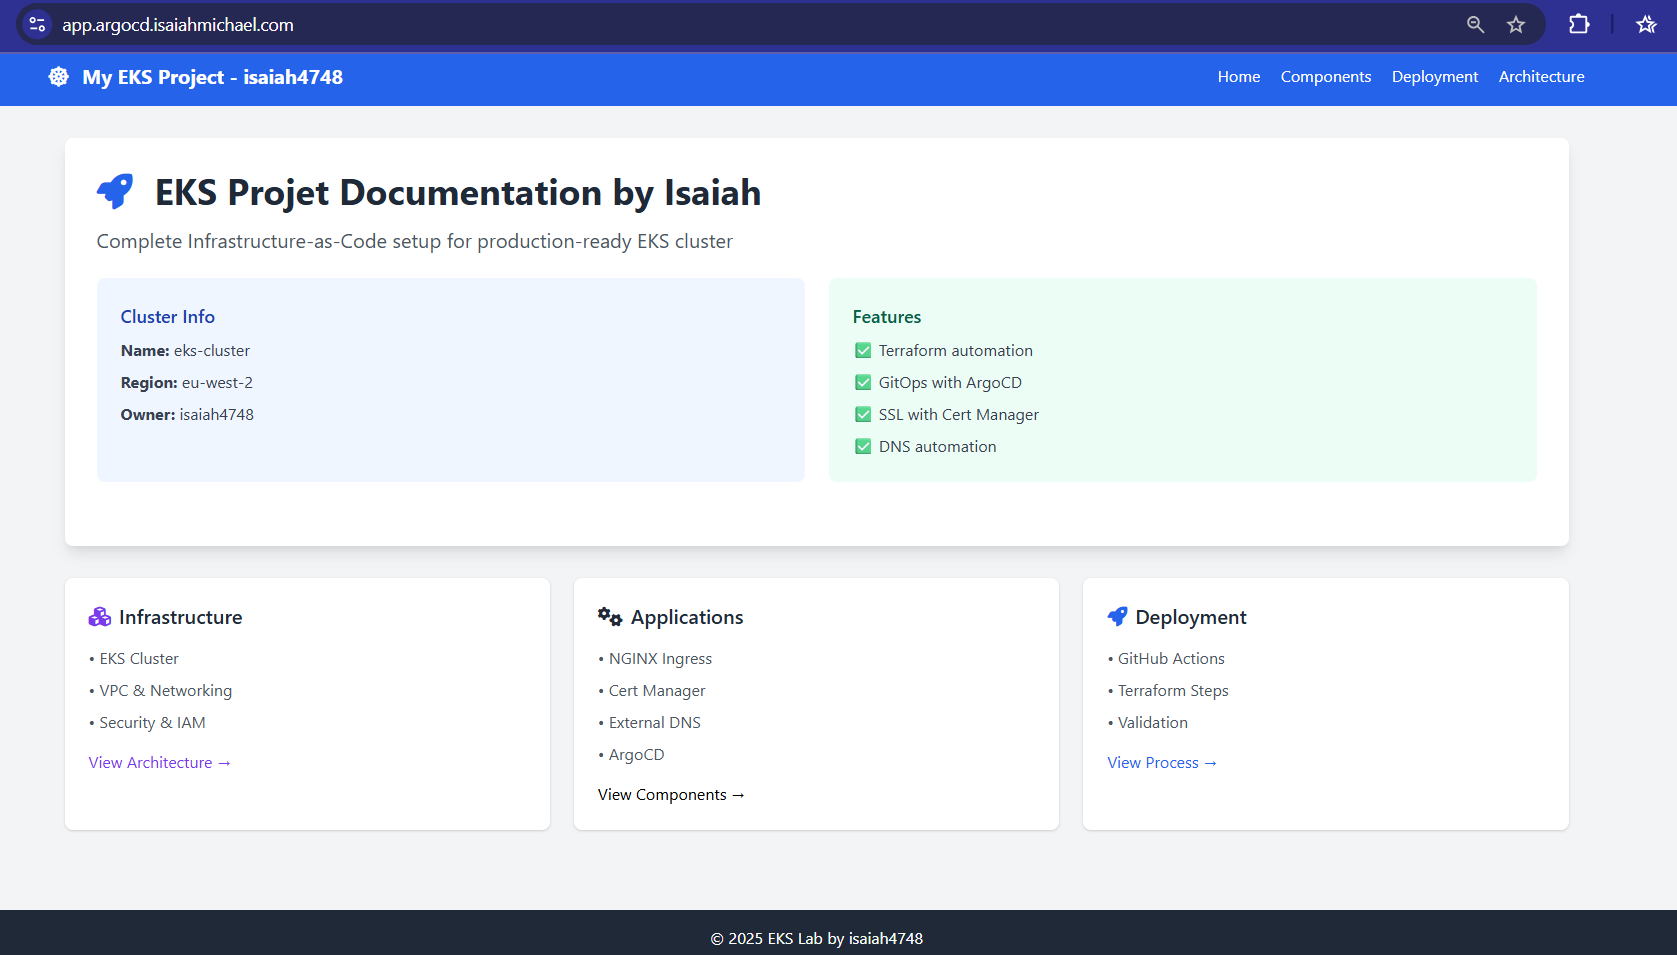 app.argocd.isaiahmichael.com
My EKS Project - isaiah4748
Home Components Deployment Architecture
EKS Projet Documentation by Isaiah
Complete Infrastructure-as-Code setup for production-ready EKS cluster
Cluster Info
Name: eks-cluster
Region: eu-west-2
Owner: isaiah4748
Features
✅ Terraform automation
✅ GitOps with ArgoCD
✅ SSL with Cert Manager
✅ DNS automation
Infrastructure
• EKS Cluster
• VPC & Networking
• Security & IAM
View Architecture →
Applications
• NGINX Ingress
• Cert Manager
• External DNS
• ArgoCD
View Components →
Deployment
• GitHub Actions
• Terraform Steps
• Validation
View Process →
© 2025 EKS Lab by isaiah4748